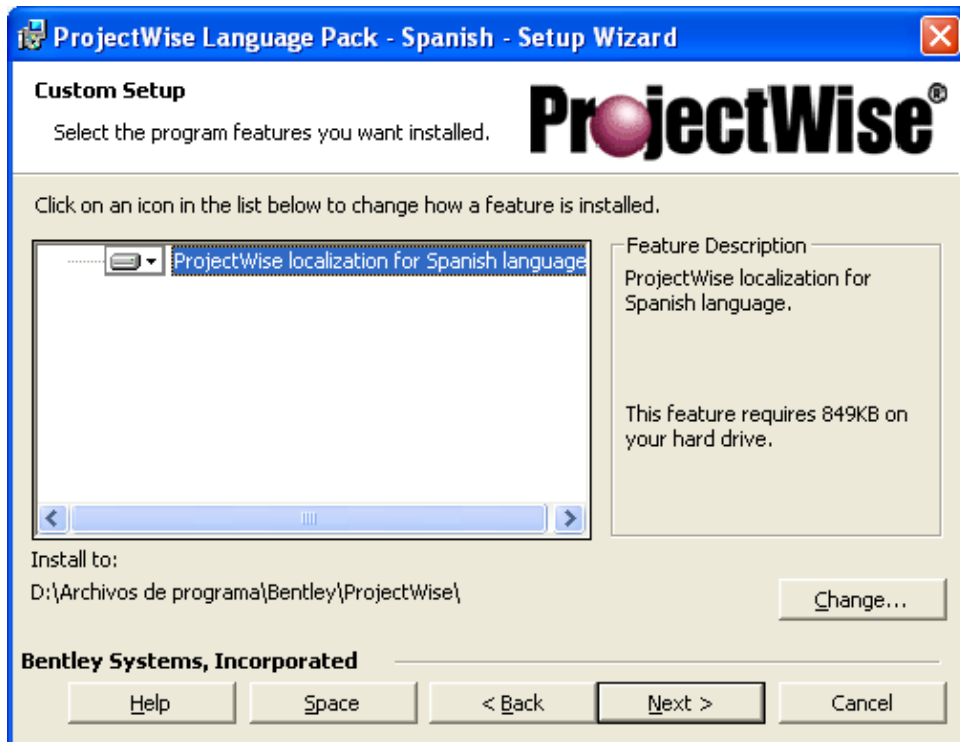 ProjectWise Language Pack - Spanish - Setup Wizard
Custom Setup
Select the program features you want installed.
ProjectWise®
Click on an icon in the list below to change how a feature is installed.
ProjectWise localization for Spanish language
Feature Description
ProjectWise localization for
Spanish language.
This feature requires 849KB on
your hard drive.
Install to:
D:\Archivos de programa\Bentley\ProjectWise\
Change...
Bentley Systems, Incorporated
Help
Space
< Back
Next >
Cancel